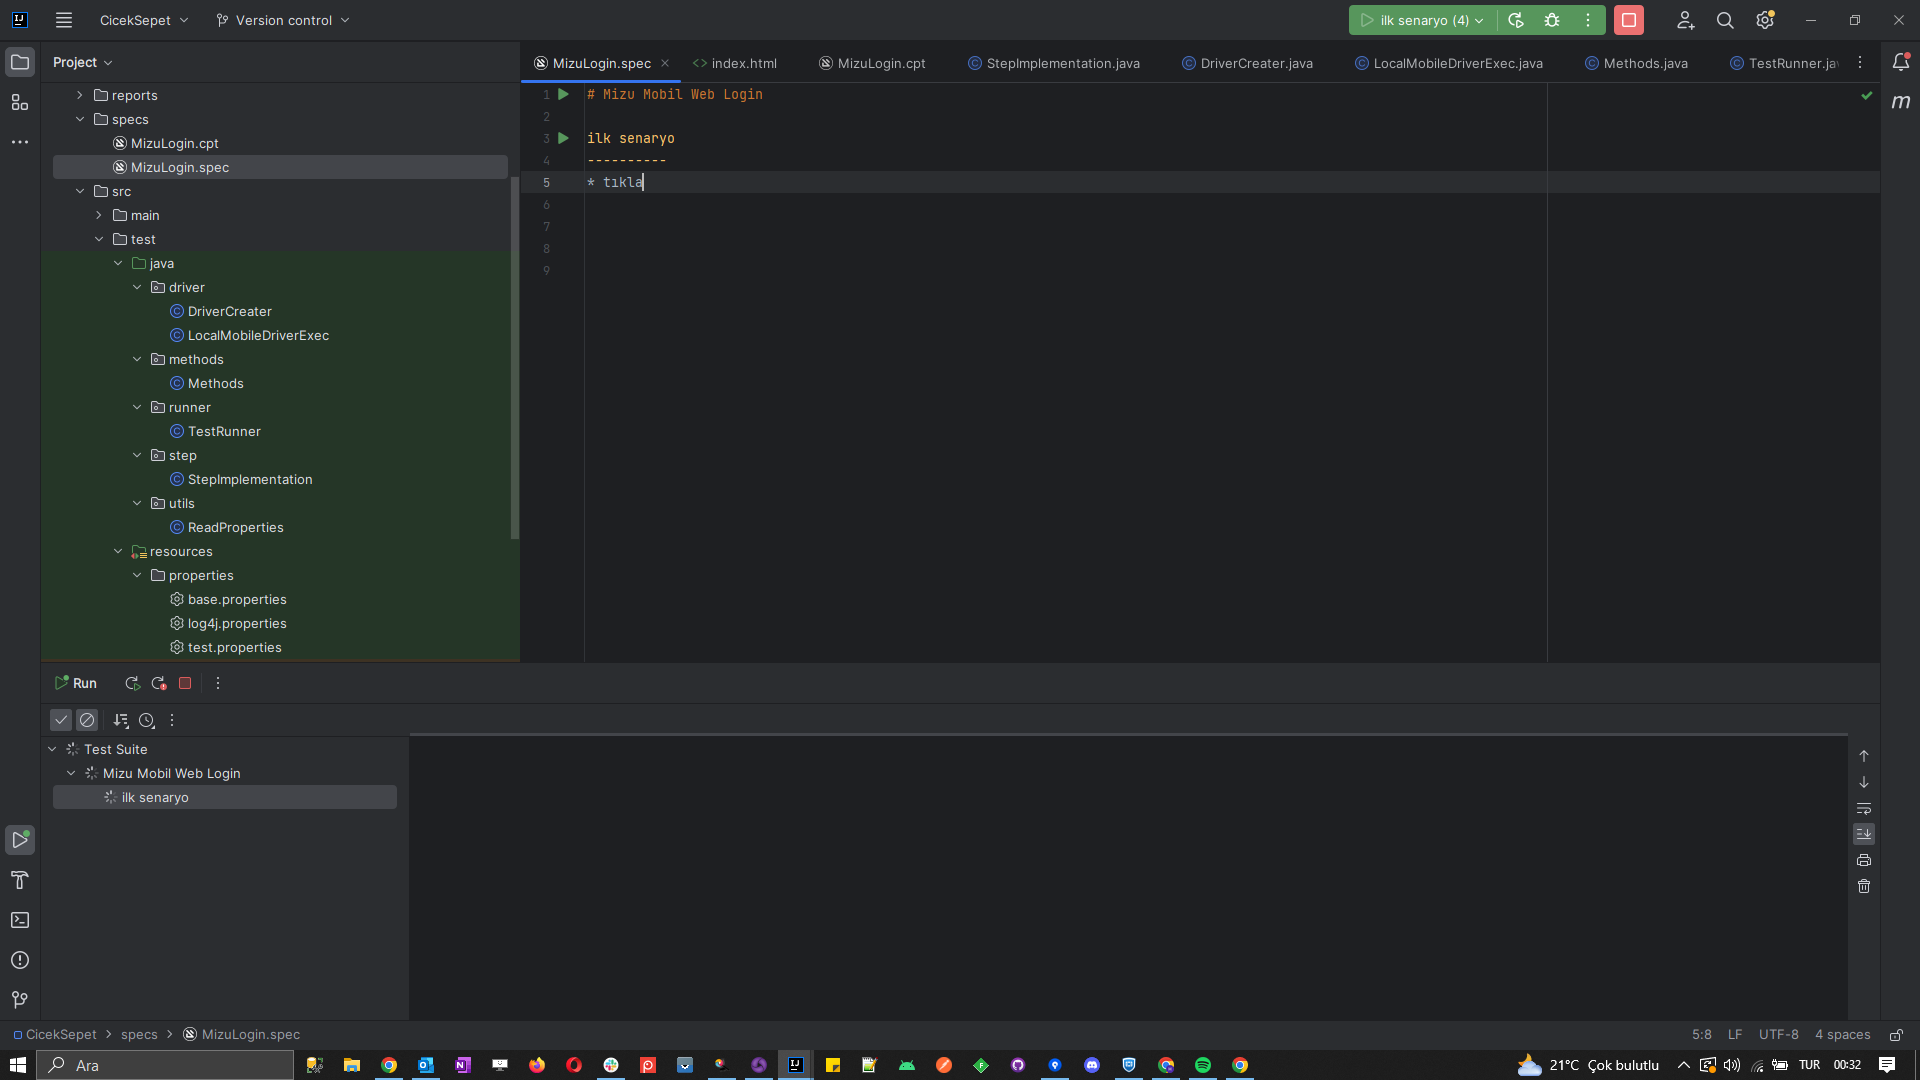 CicekSepet
Version control
ilk senaryo (4)
Project
MizuLogin.spec
index.html
MizuLogin.cpt
StepImplementation.java
DriverCreater.java
LocalMobileDriverExec.java
Methods.java
TestRunner.ja
reports
specs
MizuLogin.cpt
MizuLogin.spec
src
main
test
java
driver
DriverCreater
LocalMobileDriverExec
methods
Methods
runner
TestRunner
step
StepImplementation
utils
ReadProperties
resources
properties
base.properties
log4j.properties
test.properties
1 # Mizu Mobil Web Login
2
3 ilk senaryo
4 ----------
5 * tıkla
6
7
8
9
m
Run
Test Suite
Mizu Mobil Web Login
ilk senaryo
CicekSepet > specs > MizuLogin.spec
5:8 LF UTF-8 4 spaces
Ara
21°C Çok bulutlu
TUR
00:32